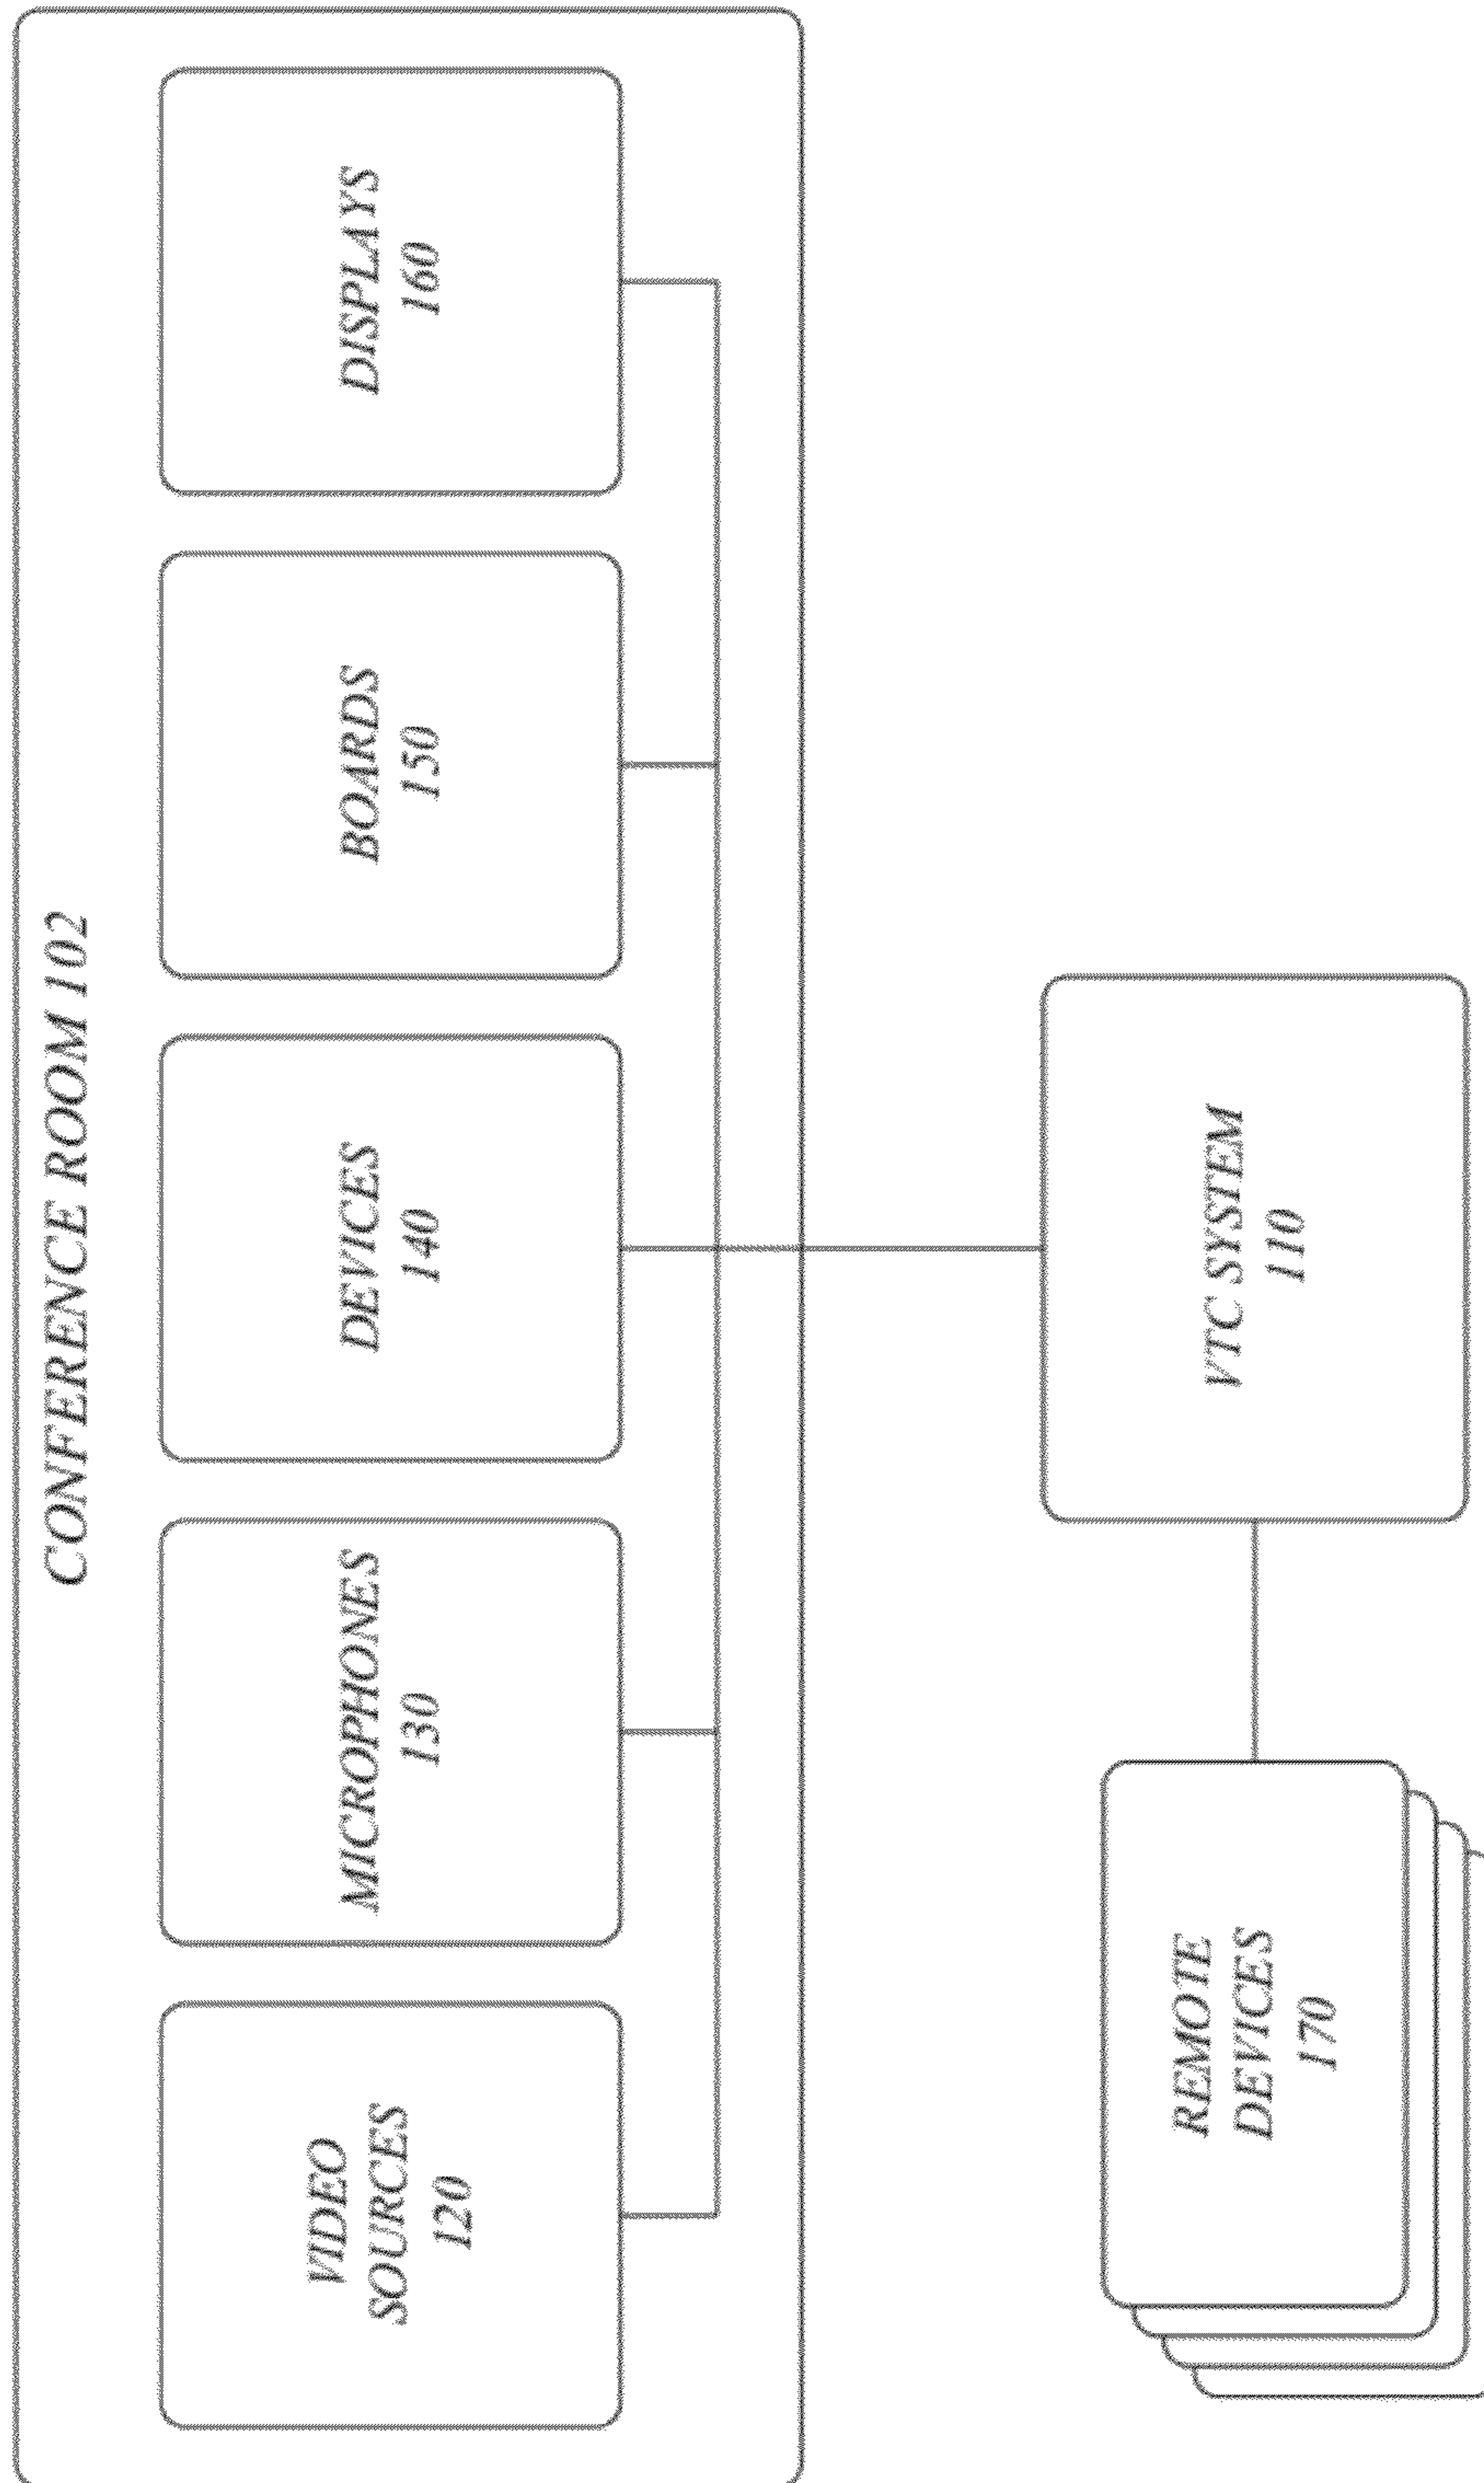 CONFERENCE ROOM 102
VIDEO
SOURCES
120
MICROPHONES
130
DEVICES
140
BOARDS
150
DISPLAYS
160
REMOTE
DEVICES
170
VTC SYSTEM
110